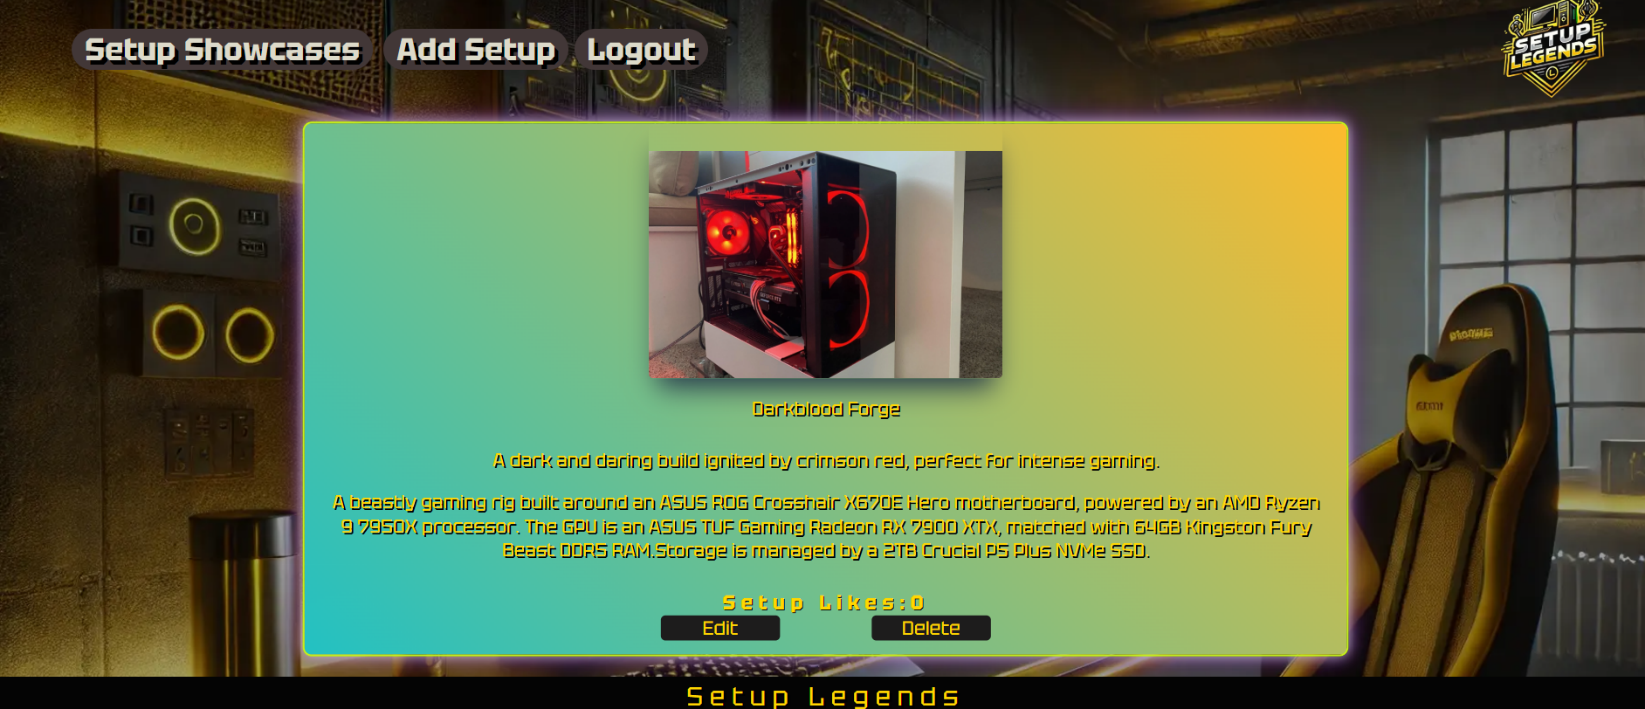 Setup Showcases
Add Setup
Logout
SETUP
LEGENDS
Darkblood Forge
A dark and daring build ignited by crimson red, perfect for intense gaming.
A beastly gaming rig built around an ASUS ROG Crosshair X670E Hero motherboard, powered by an AMD Ryzen
9 7950X processor. The GPU is an ASUS TUF Gaming Radeon RX 7900 XTX, matched with 64GB Kingston Fury
Beast DDR5 RAM.Storage is managed by a 2TB Crucial P5 Plus NVMe SSD.
Setup Likes:0
Edit
Delete
Setup Legends